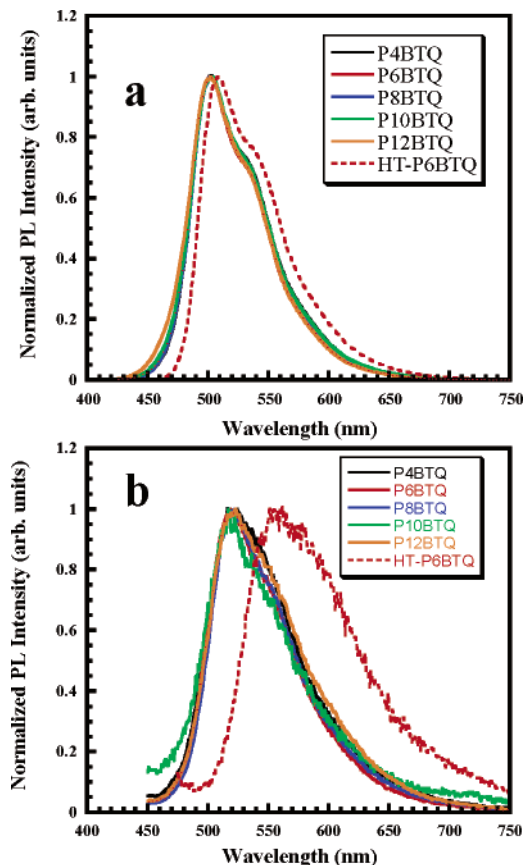 1.2
1
0.8
0.6
0.4
0.2
0
Normalized PL Intensity (arb. units)
a
P4BTQ
P6BTQ
P8BTQ
P10BTQ
P12BTQ
HT-P6BTQ
400 450 500 550 600 650 700 750
Wavelength (nm)
1.2
1
0.8
0.6
0.4
0.2
0
Normalized PL Intensity (arb. units)
b
P4BTQ
P6BTQ
P8BTQ
P10BTQ
P12BTQ
HT-P6BTQ
400 450 500 550 600 650 700 750
Wavelength (nm)